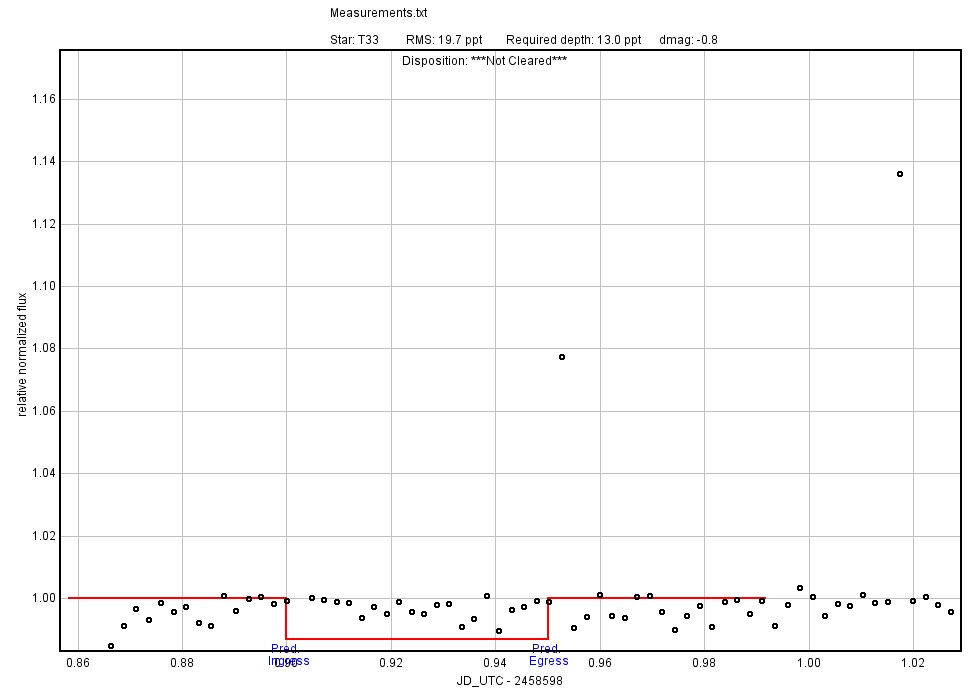 Measurements.txt
Star: T33 RMS: 19.7 ppt Required depth: 13.0 ppt dmag: -0.8
Disposition: ***Not Cleared***
1.16
1.14
1.12
1.10
1.08
1.06
1.04
1.02
1.00
relative normalized flux
Pred. Ingress
Pred. Egress
0.86 0.88 0.90 0.92 0.94 0.96 0.98 1.00 1.02
JD_UTC - 2458598